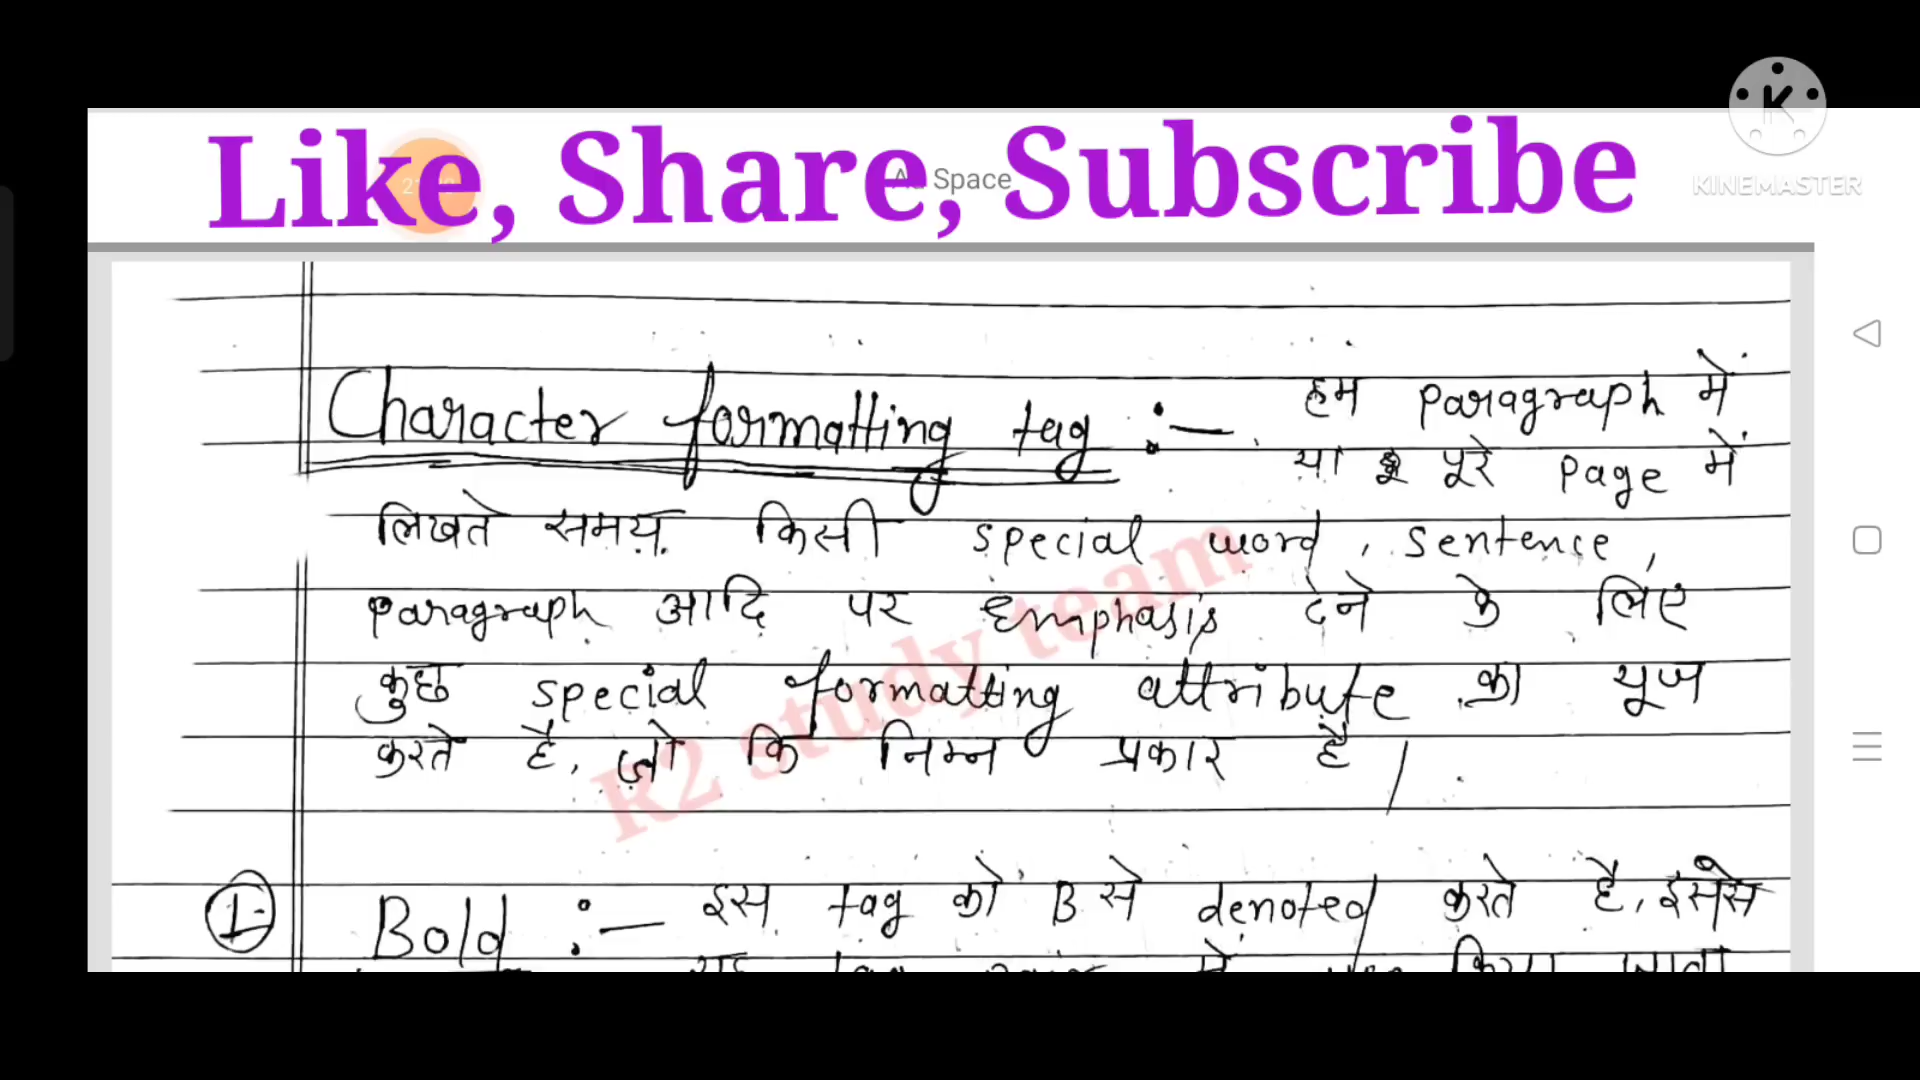 Like, Share, Subscribe
Space
KINEMASTER
Character formatting tag :- हम paragraph में
या पूरे page में
लिखते समय किसी special word, sentence,
paragraph आदि पर Emphasis देने के लिए
कुछ special formatting attribute का यूज
करते है, जो कि निम्न प्रकार है।
R2 study team
1 Bold :- इस tag को B से denoted करते है, इससे